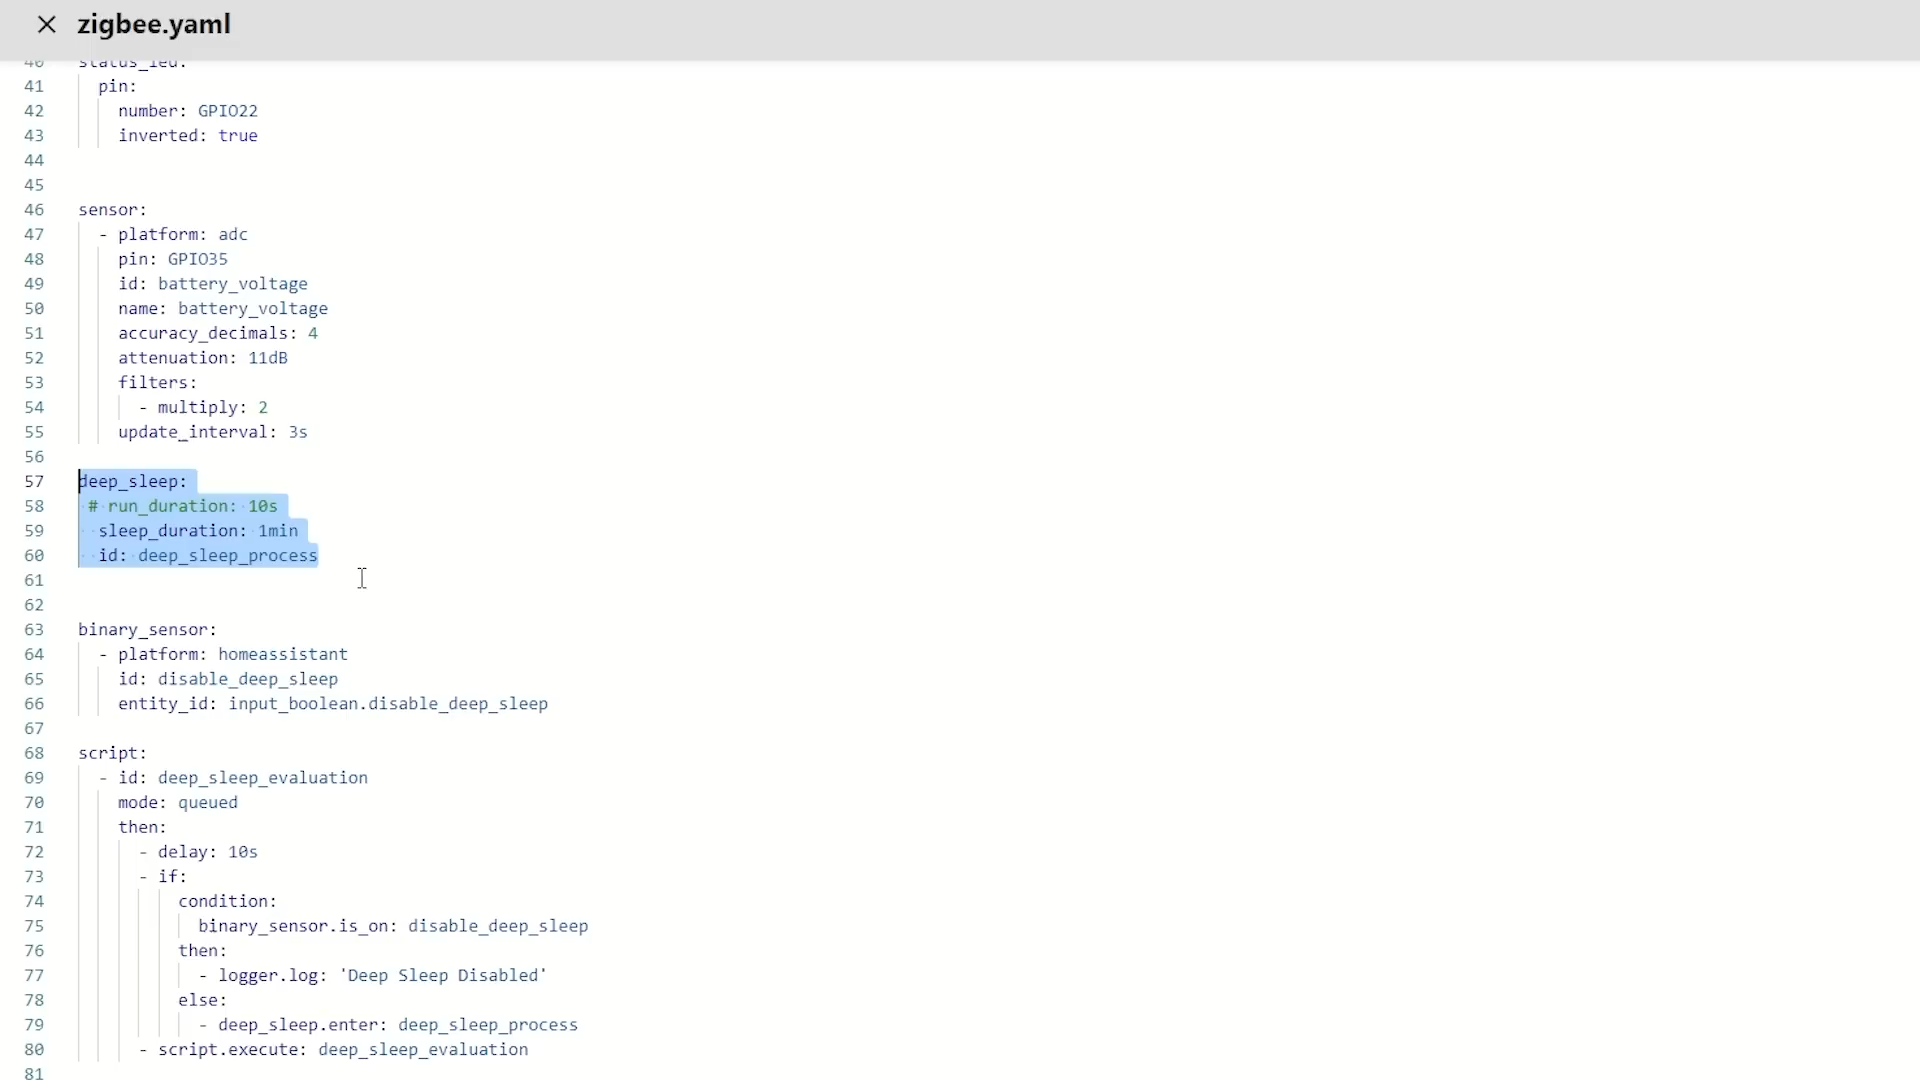 zigbee.yaml
40 status_led:
41 pin:
42 number: GPIO22
43 inverted: true
44
45
46 sensor:
47 - platform: adc
48 pin: GPIO35
49 id: battery_voltage
50 name: battery_voltage
51 accuracy_decimals: 4
52 attenuation: 11dB
53 filters:
54 - multiply: 2
55 update_interval: 3s
56
57 deep_sleep:
58 # run_duration: 10s
59 sleep_duration: 1min
60 id: deep_sleep_process
61
62
63 binary_sensor:
64 - platform: homeassistant
65 id: disable_deep_sleep
66 entity_id: input_boolean.disable_deep_sleep
67
68 script:
69 - id: deep_sleep_evaluation
70 mode: queued
71 then:
72 - delay: 10s
73 - if:
74 condition:
75 binary_sensor.is_on: disable_deep_sleep
76 then:
77 - logger.log: 'Deep Sleep Disabled'
78 else:
79 - deep_sleep.enter: deep_sleep_process
80 - script.execute: deep_sleep_evaluation
81